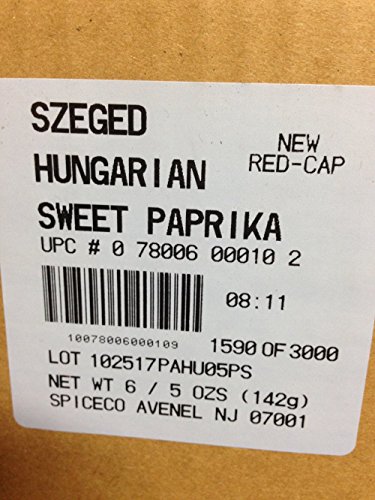 SZEGED
NEW
HUNGARIAN
RED-CAP
SWEET PAPRIKA
UPC # 0 78006 00010 2
08:11
10078006000109
1590 OF 3000
LOT 102517PAHU05PS
NET WT 6 / 5 OZS (142g)
SPICECO AVENEL NJ 07001